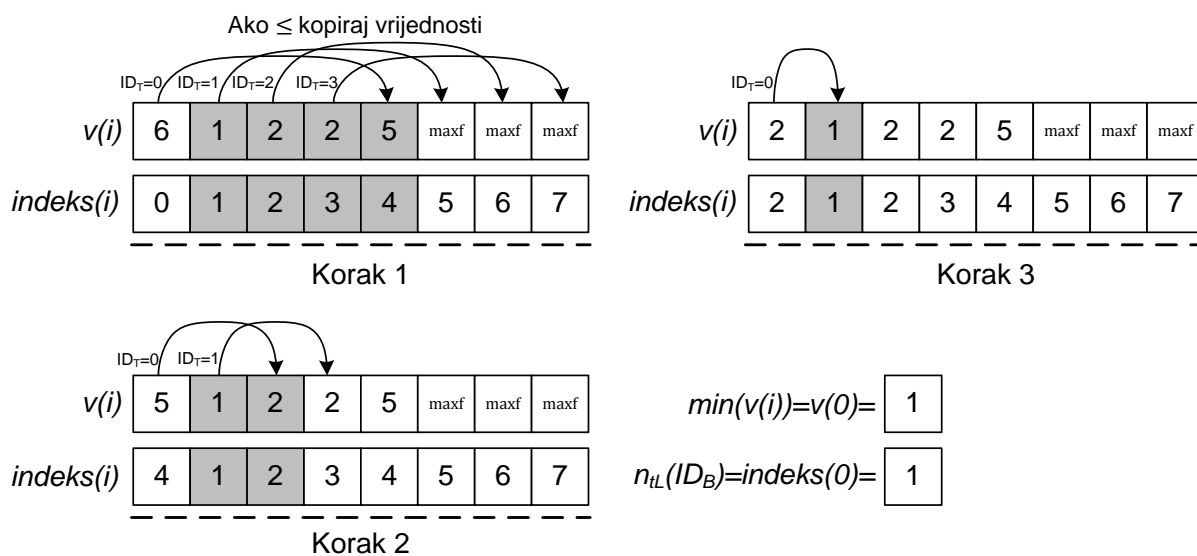 Ako ≤ kopiraj vrijednosti
ID_T=0 ID_T=1 ID_T=2 ID_T=3
v(i) 6 1 2 2 5 maxf maxf maxf
indeks(i) 0 1 2 3 4 5 6 7
Korak 1
ID_T=0
v(i) 2 1 2 2 5 maxf maxf maxf
indeks(i) 2 1 2 3 4 5 6 7
Korak 3
ID_T=0 ID_T=1
v(i) 5 1 2 2 5 maxf maxf maxf
indeks(i) 4 1 2 3 4 5 6 7
Korak 2
min(v(i))=v(0)= 1
n_tL(ID_B)=indeks(0)= 1